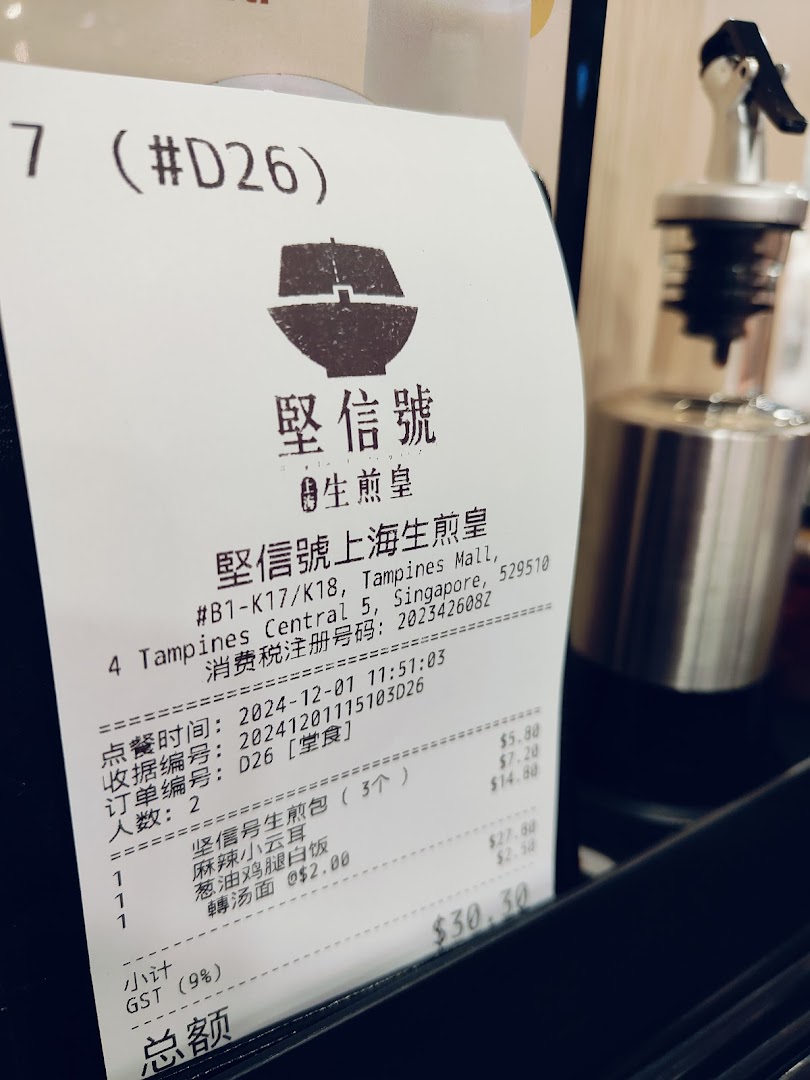 7 (#D26)
堅信號
上海生煎皇
堅信號上海生煎皇
#B1-K17/K18, Tampines Mall,
4 Tampines Central 5, Singapore, 529510
消费税注册号码: 202342608Z
点餐时间: 2024-12-01 11:51:03
收据编号: 20241201115103D26
订单编号: D26 [堂食]
人数: 2
1 坚信号生煎包 ( 3个 ) $5.80
1 麻辣小云耳 $7.20
1 葱油鸡腿白饭 $14.80
轉汤面 @$2.00
小计 $27.80
GST (9%) $2.50
总额 $30.30